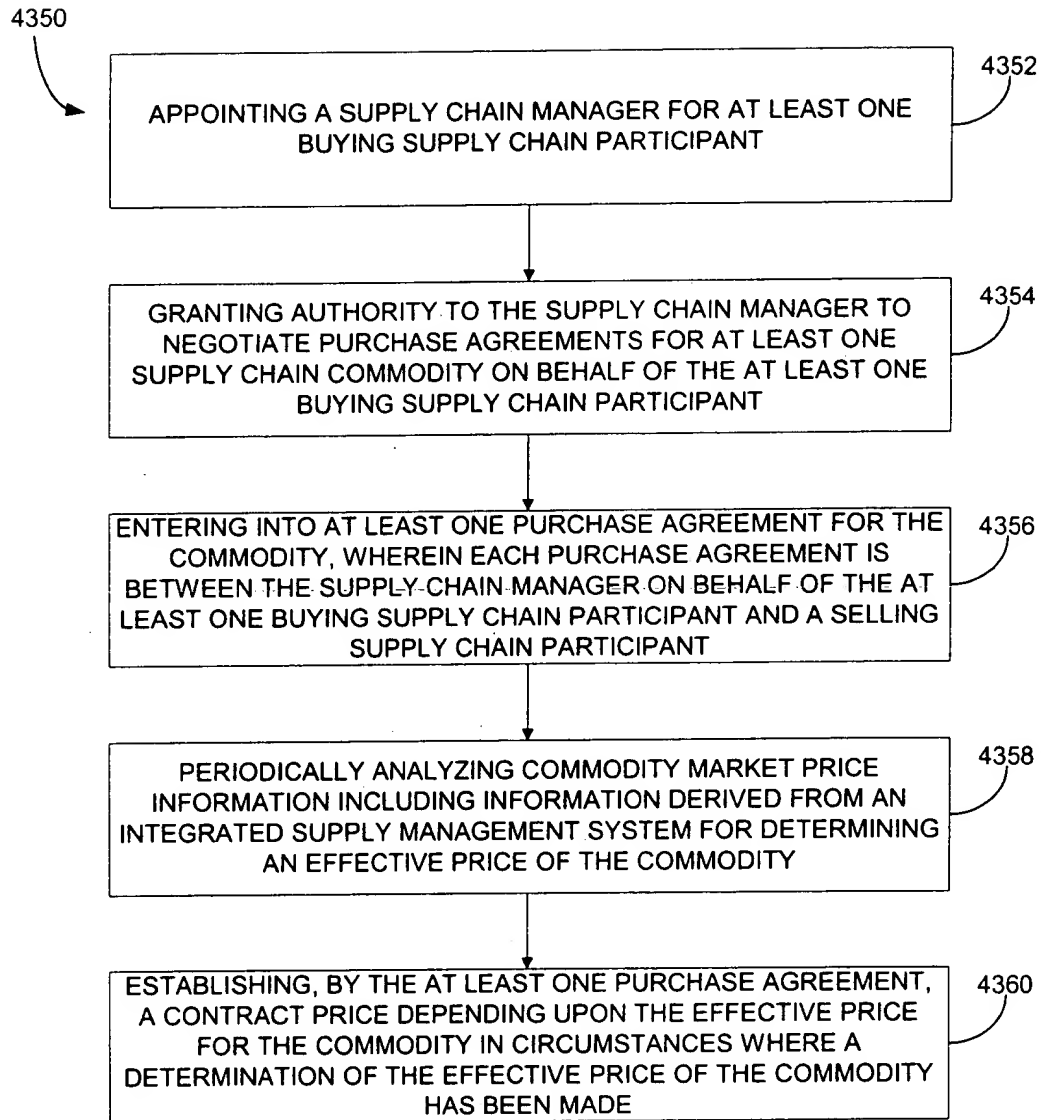 4350
4352
APPOINTING A SUPPLY CHAIN MANAGER FOR AT LEAST ONE
BUYING SUPPLY CHAIN PARTICIPANT
4354
GRANTING AUTHORITY TO THE SUPPLY CHAIN MANAGER TO
NEGOTIATE PURCHASE AGREEMENTS FOR AT LEAST ONE
SUPPLY CHAIN COMMODITY ON BEHALF OF THE AT LEAST ONE
BUYING SUPPLY CHAIN PARTICIPANT
4356
ENTERING INTO AT LEAST ONE PURCHASE AGREEMENT FOR THE
COMMODITY, WHEREIN EACH PURCHASE AGREEMENT IS
BETWEEN THE SUPPLY CHAIN MANAGER ON BEHALF OF THE AT
LEAST ONE BUYING SUPPLY CHAIN PARTICIPANT AND A SELLING
SUPPLY CHAIN PARTICIPANT
4358
PERIODICALLY ANALYZING COMMODITY MARKET PRICE
INFORMATION INCLUDING INFORMATION DERIVED FROM AN
INTEGRATED SUPPLY MANAGEMENT SYSTEM FOR DETERMINING
AN EFFECTIVE PRICE OF THE COMMODITY
4360
ESTABLISHING, BY THE AT LEAST ONE PURCHASE AGREEMENT,
A CONTRACT PRICE DEPENDING UPON THE EFFECTIVE PRICE
FOR THE COMMODITY IN CIRCUMSTANCES WHERE A
DETERMINATION OF THE EFFECTIVE PRICE OF THE COMMODITY
HAS BEEN MADE